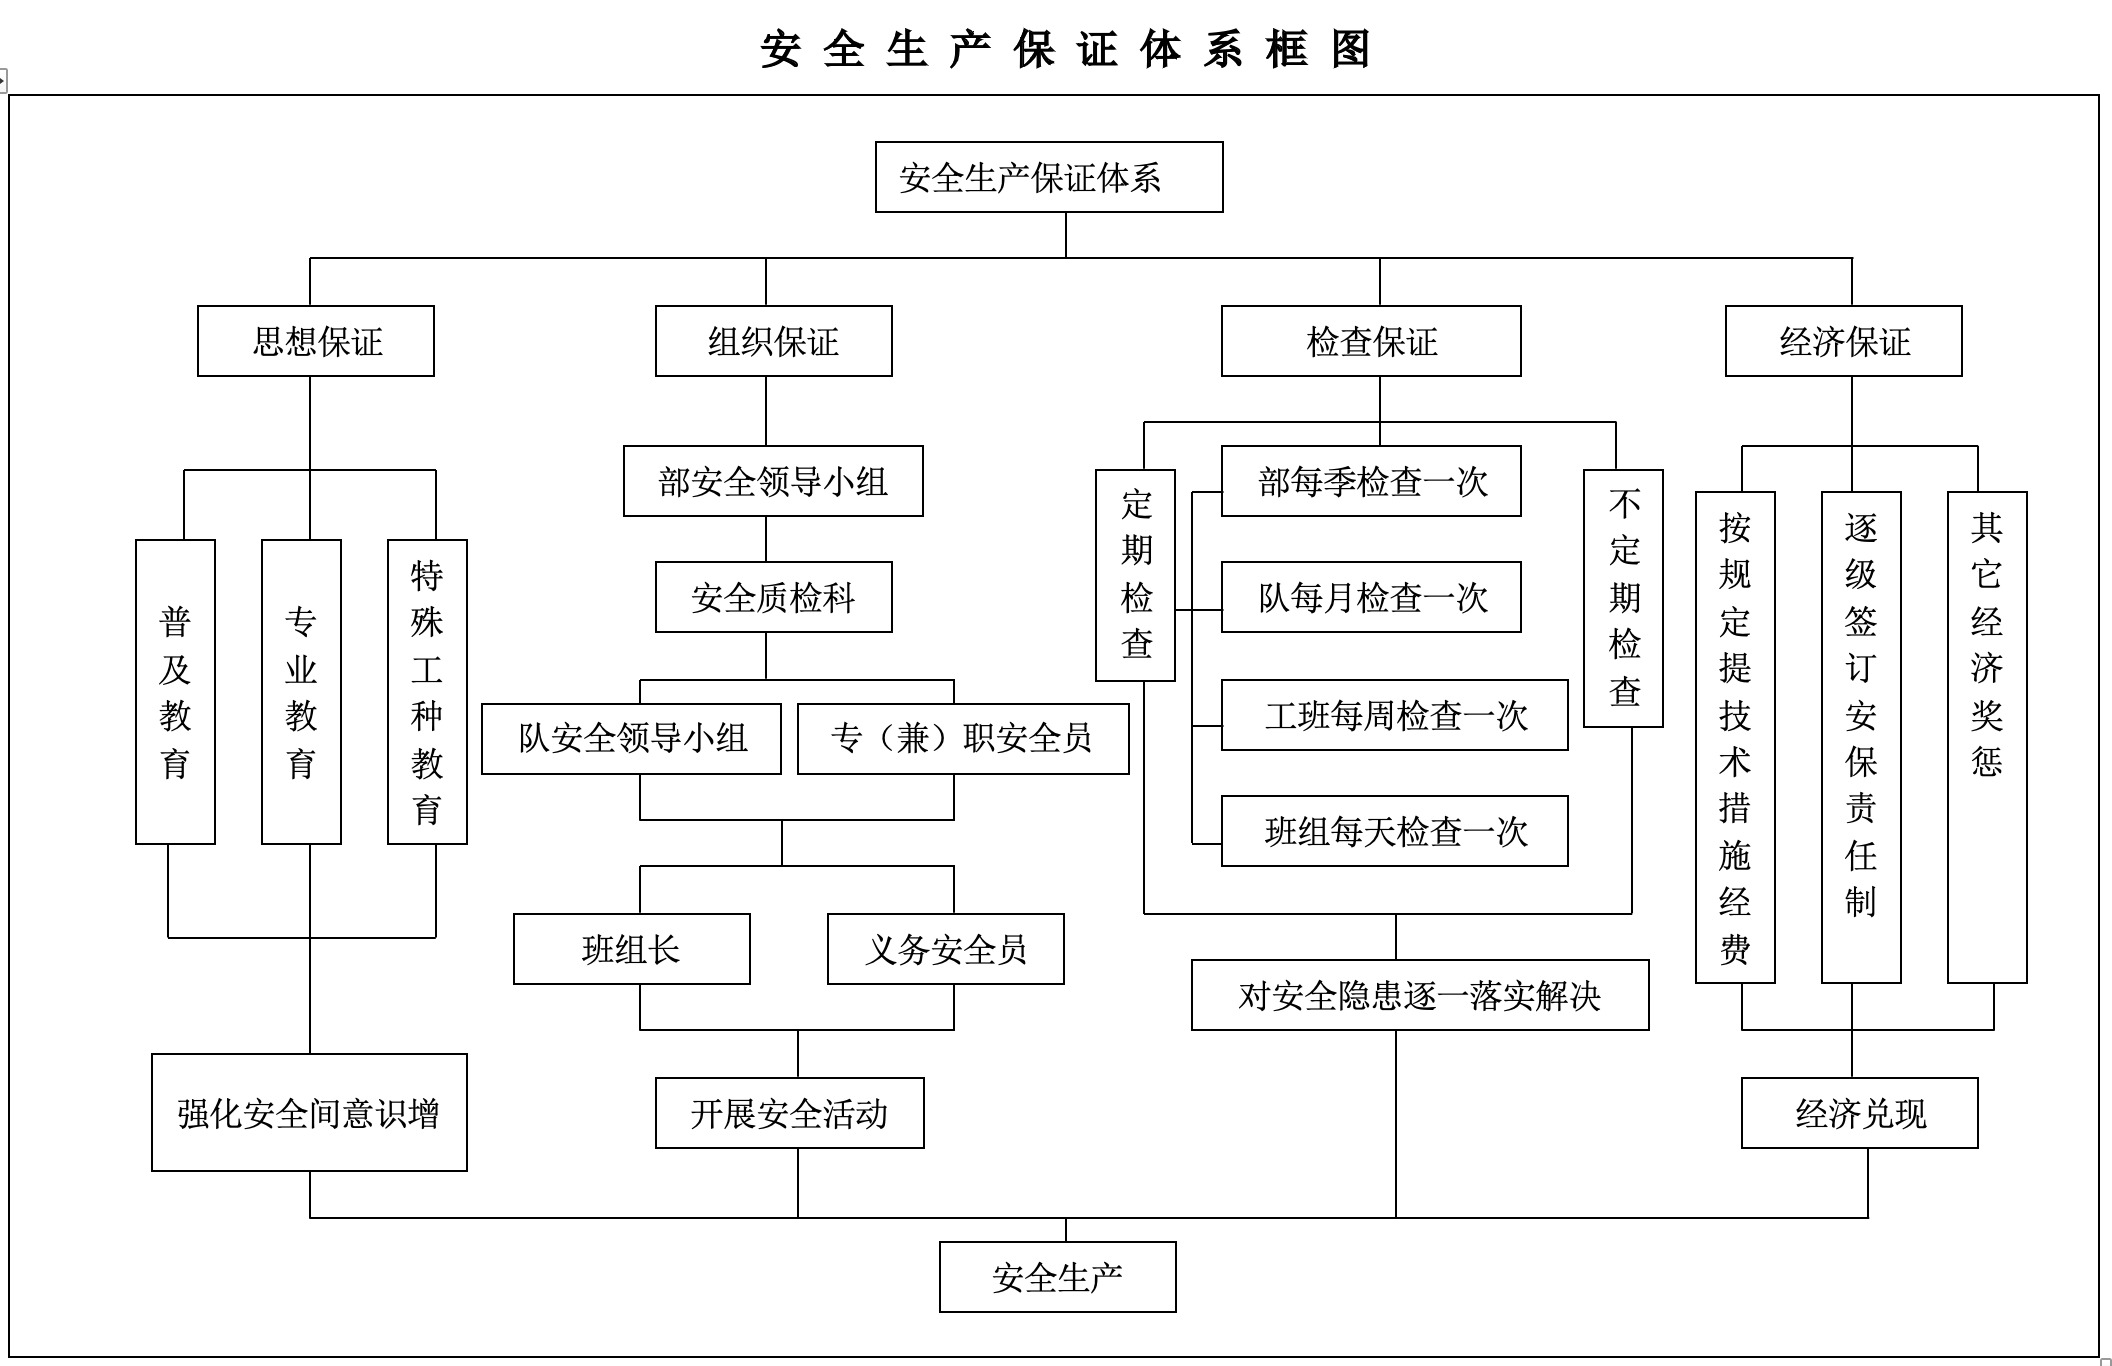 安全生产保证体系框图
安全生产保证体系
思想保证
组织保证
检查保证
经济保证
普及教育
专业教育
特殊工种教育
强化安全间意识增
部安全领导小组
安全质检科
队安全领导小组
专（兼）职安全员
班组长
义务安全员
开展安全活动
定期检查
部每季检查一次
队每月检查一次
工班每周检查一次
班组每天检查一次
不定期检查
对安全隐患逐一落实解决
按规定提技术措施经费
逐级签订安保责任制
其它经济奖惩
经济兑现
安全生产